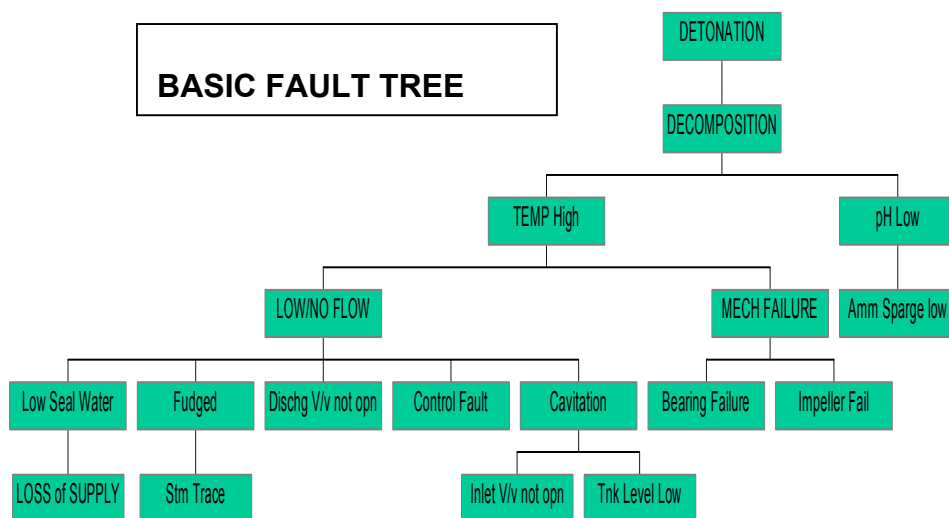 DETONATION
BASIC FAULT TREE
DECOMPOSITION
TEMP High
pH Low
LOW/NO FLOW
MECH FAILURE
Amm Sparge low
Low Seal Water
Fudged
Dischg V/v not opn
Control Fault
Cavitation
Bearing Failure
Impeller Fail
LOSS of SUPPLY
Stm Trace
Inlet V/v not opn
Tnk Level Low